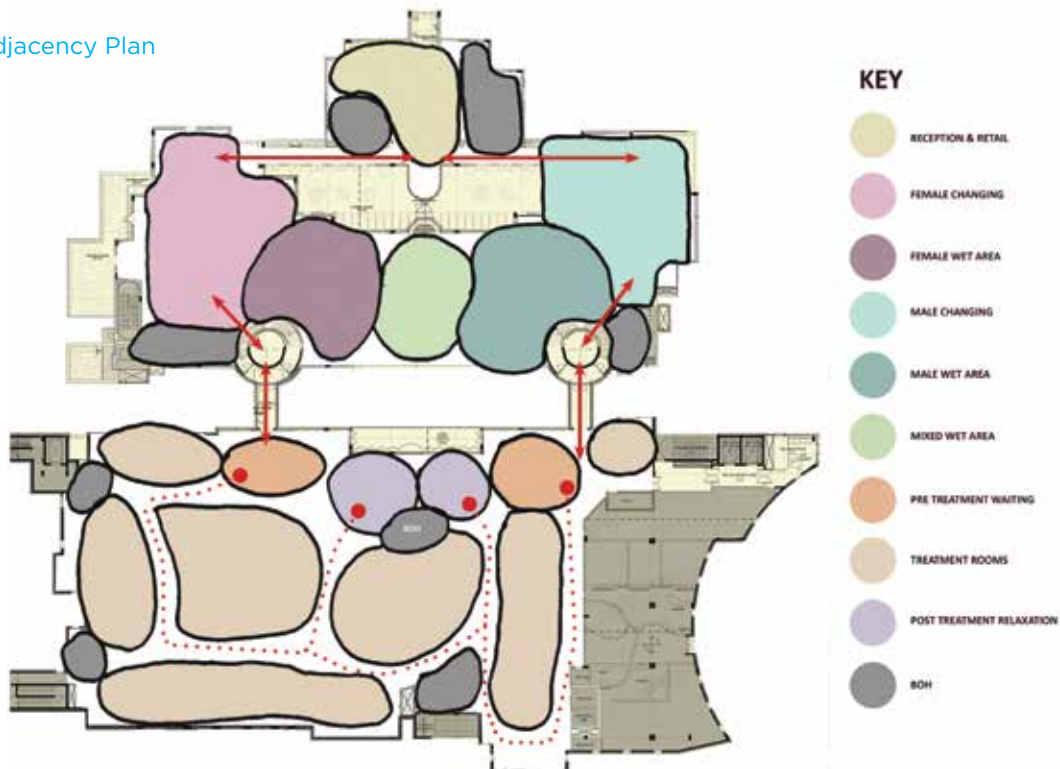 djacency Plan
KEY
RECEPTION & RETAIL
FEMALE CHANGING
FEMALE WET AREA
MALE CHANGING
MALE WET AREA
MIXED WET AREA
PRE TREATMENT WAITING
TREATMENT ROOMS
POST TREATMENT RELAXATION
BOH